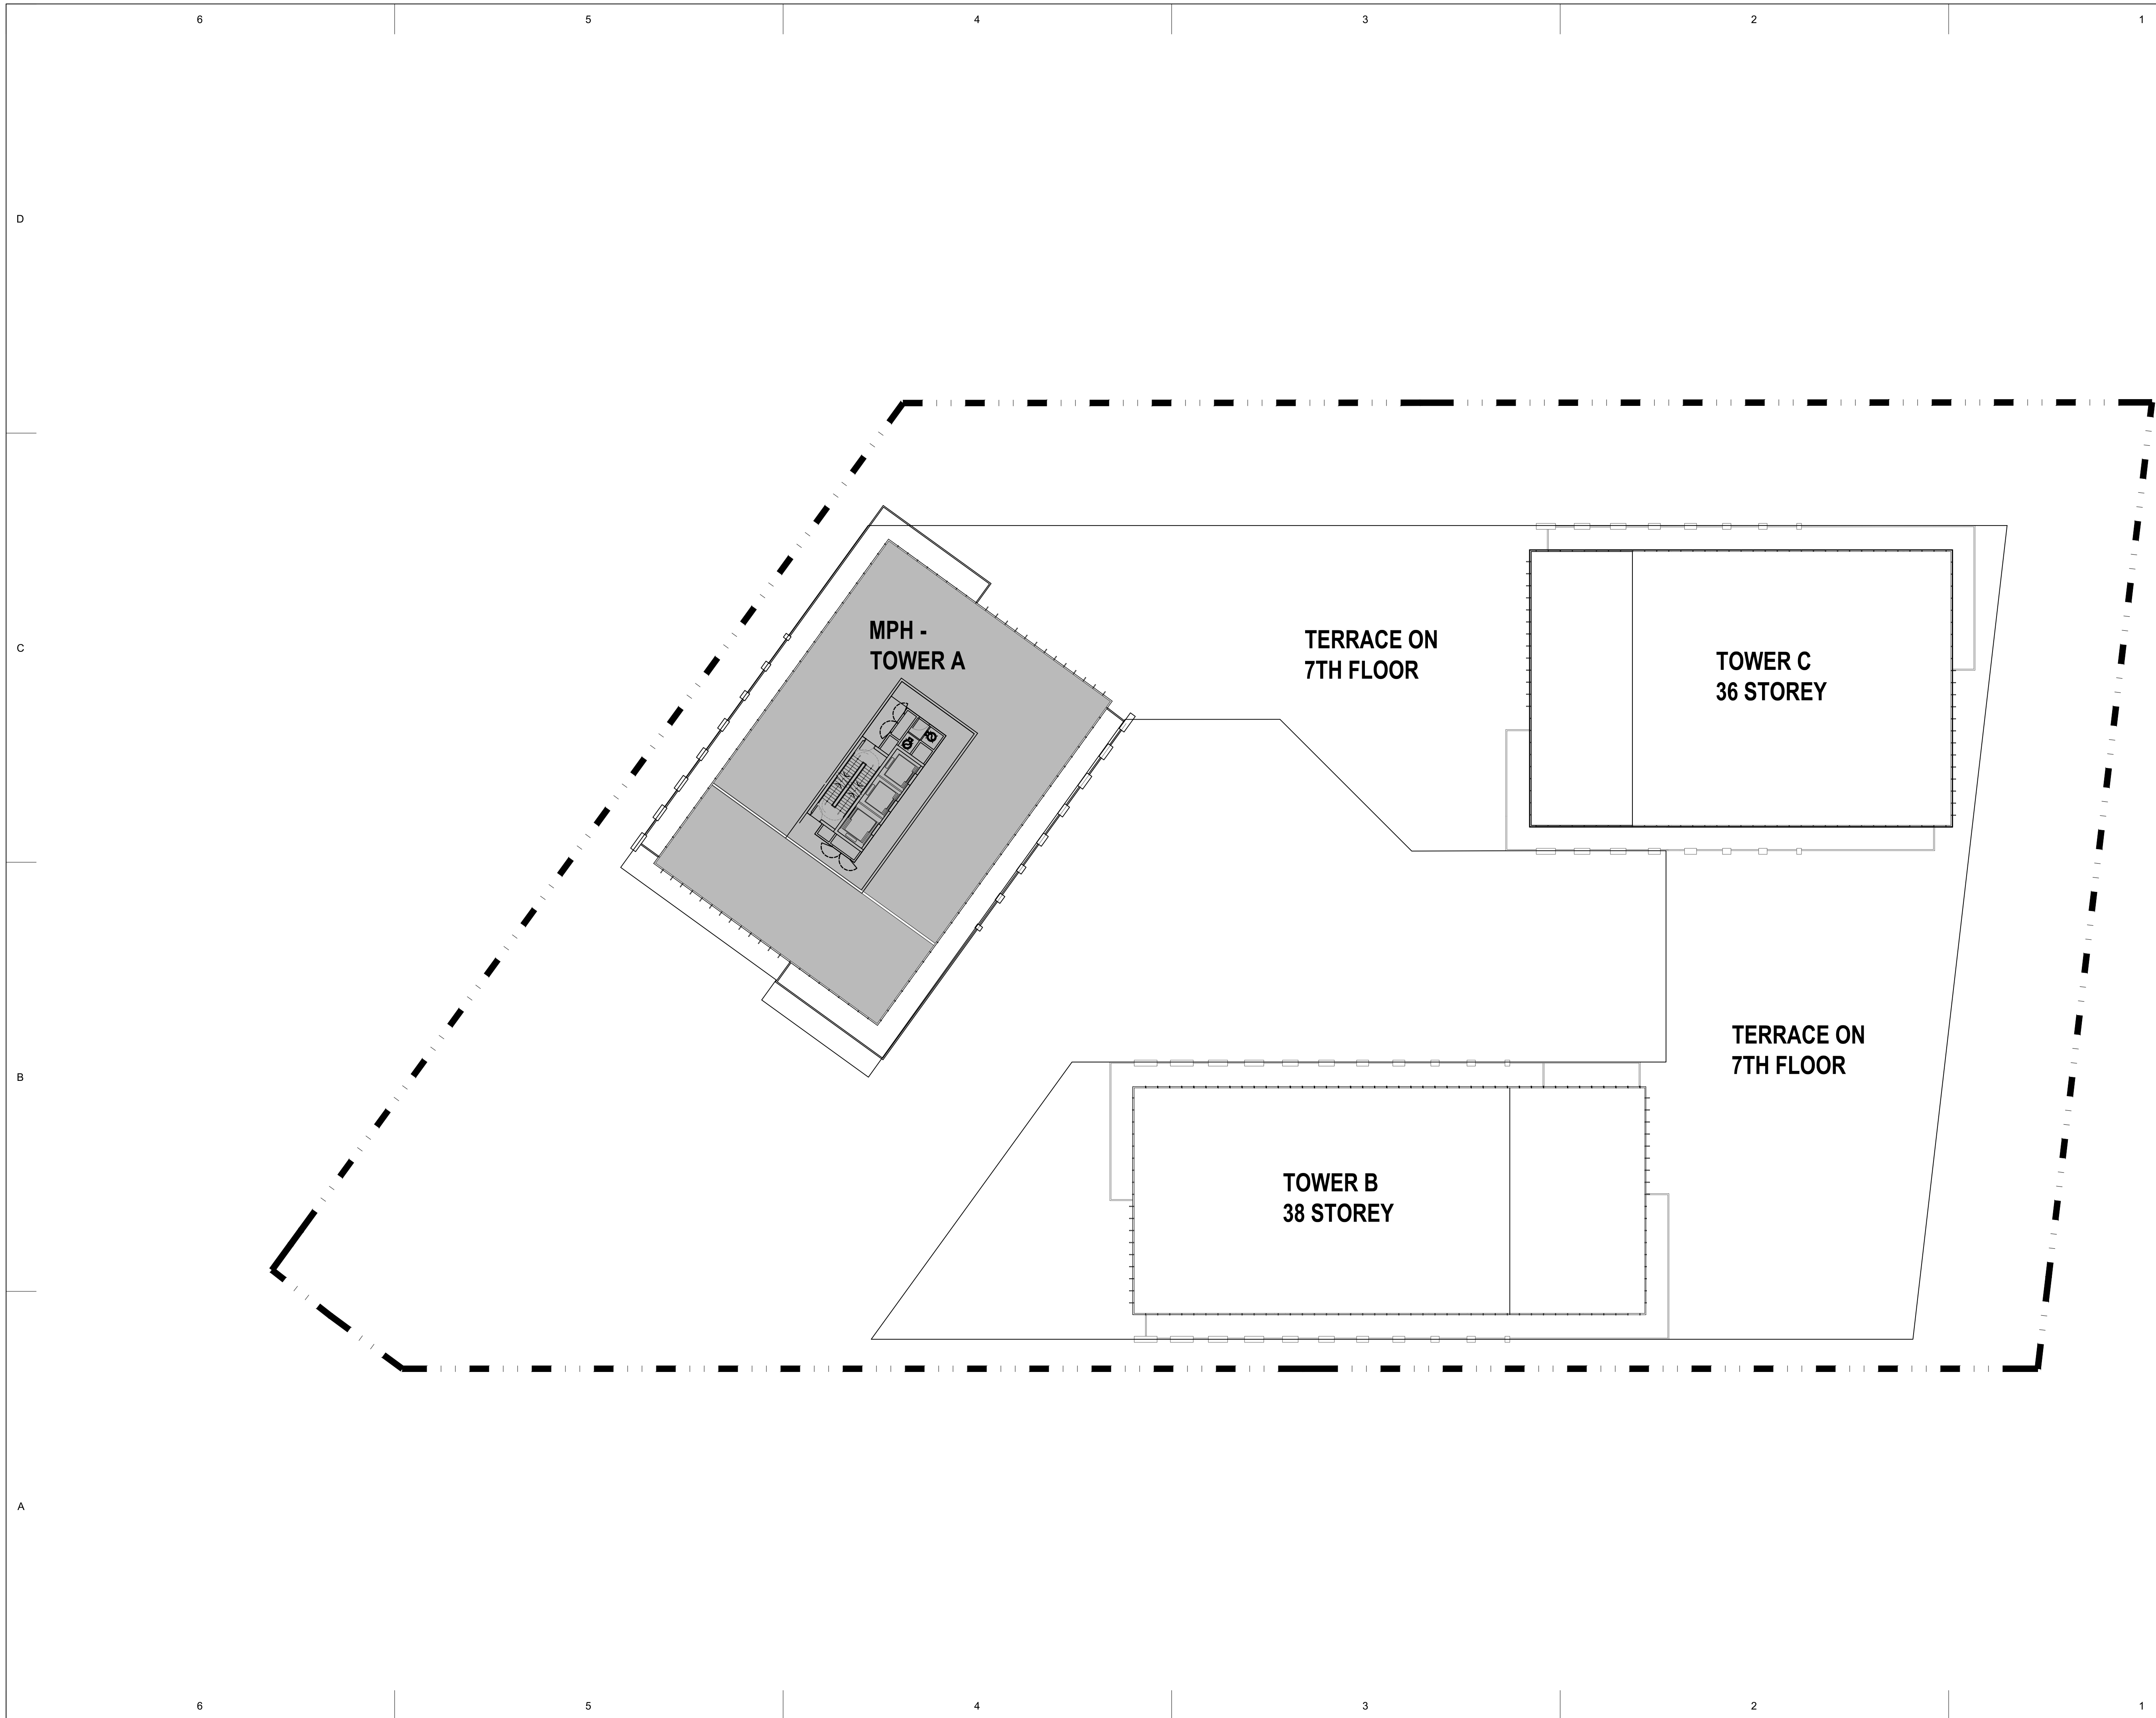 6 5 4 3 2 1
D
MPH -
TOWER A
TERRACE ON
7TH FLOOR
TOWER C
36 STOREY
C
TERRACE ON
7TH FLOOR
B
TOWER B
38 STOREY
A
6 5 4 3 2 1